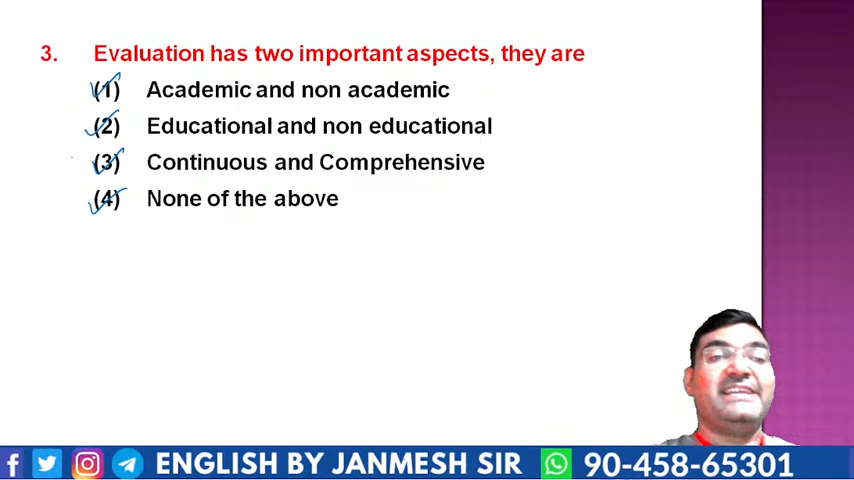 3. Evaluation has two important aspects, they are
(1) Academic and non academic
(2) Educational and non educational
(3) Continuous and Comprehensive
(4) None of the above
ENGLISH BY JANMESH SIR 90-458-65301